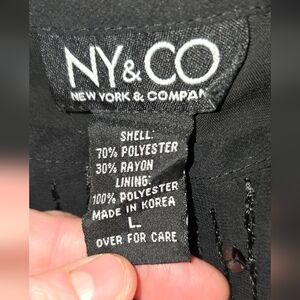 NY&CO
NEW YORK & COMPAN
SHELL:
70% POLYESTER
30% RAYON
LINING:
100% POLYESTER
MADE IN KOREA
L
OVER FOR CARE